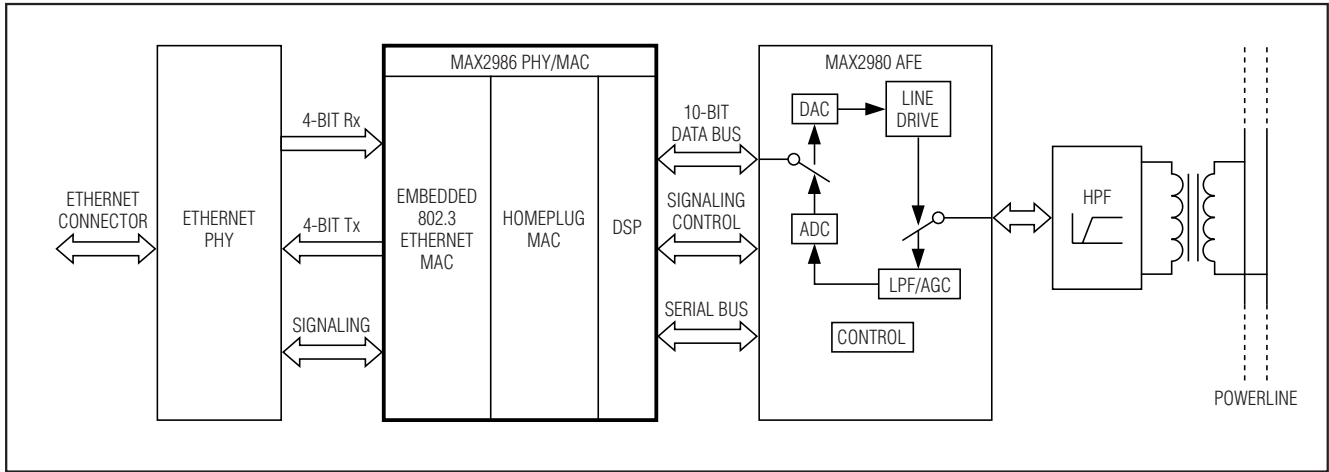 MAX2986 PHY/MAC
MAX2980 AFE
4-BIT Rx
10-BIT
DATA BUS
DAC
LINE
DRIVE
ETHERNET
CONNECTOR
ETHERNET
PHY
4-BIT Tx
EMBEDDED
802.3
ETHERNET
MAC
HOMEPLUG
MAC
DSP
SIGNALING
CONTROL
ADC
HPF
LPF/AGC
SIGNALING
SERIAL BUS
CONTROL
POWERLINE